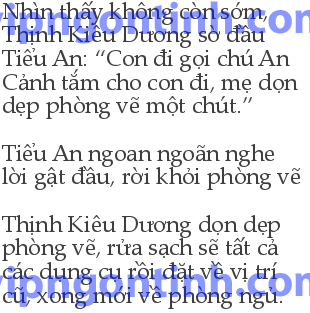 Nhìn thấy không còn sớm,
Thịnh Kiêu Dương sờ đầu
Tiểu An: “Con đi gọi chú An
Cảnh tắm cho con đi, mẹ dọn
dẹp phòng vẽ một chút.”
Tiểu An ngoan ngoãn nghe
lời gật đầu, rời khỏi phòng vẽ
Thịnh Kiêu Dương dọn dẹp
phòng vẽ, rửa sạch sẽ tất cả
các dụng cụ rồi đặt về vị trí
cũ, xong mới về phòng ngủ.